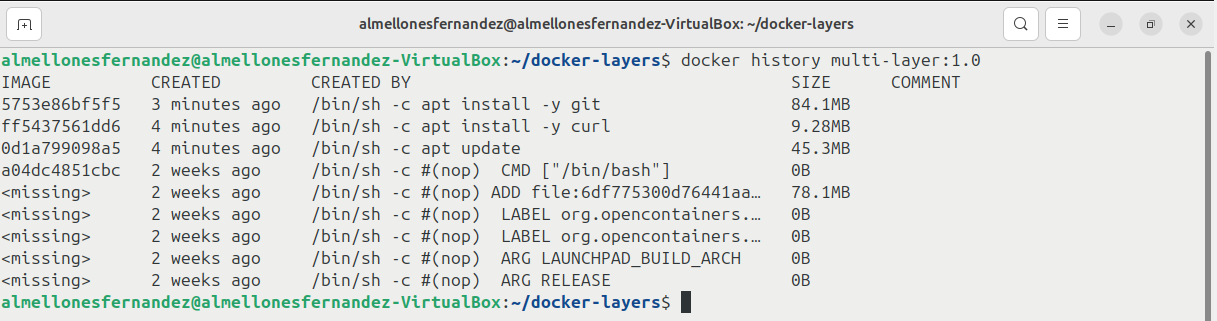 almellonesfernandez@almellonesfernandez-VirtualBox: ~/docker-layers
almellonesfernandez@almellonesfernandez-VirtualBox:~/docker-layers$ docker history multi-layer:1.0
IMAGE CREATED CREATED BY SIZE COMMENT
5753e86bf5f5 3 minutes ago /bin/sh -c apt install -y git 84.1MB
ff5437561dd6 4 minutes ago /bin/sh -c apt install -y curl 9.28MB
0d1a799098a5 4 minutes ago /bin/sh -c apt update 45.3MB
a04dc4851cbc 2 weeks ago /bin/sh -c #(nop) CMD ["/bin/bash"] 0B
<missing> 2 weeks ago /bin/sh -c #(nop) ADD file:6df775300d76441aa… 78.1MB
<missing> 2 weeks ago /bin/sh -c #(nop) LABEL org.opencontainers.… 0B
<missing> 2 weeks ago /bin/sh -c #(nop) LABEL org.opencontainers.… 0B
<missing> 2 weeks ago /bin/sh -c #(nop) ARG LAUNCHPAD_BUILD_ARCH 0B
<missing> 2 weeks ago /bin/sh -c #(nop) ARG RELEASE 0B
almellonesfernandez@almellonesfernandez-VirtualBox:~/docker-layers$